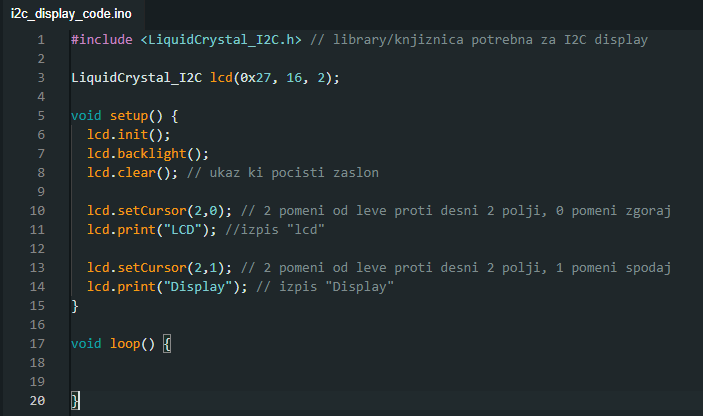 i2c_display_code.ino
1 #include <LiquidCrystal_I2C.h> // library/knjiznica potrebna za I2C display
2
3 LiquidCrystal_I2C lcd(0x27, 16, 2);
4
5 void setup() {
6 lcd.init();
7 lcd.backlight();
8 lcd.clear(); // ukaz ki pocisti zaslon
9
10 lcd.setCursor(2,0); // 2 pomeni od leve proti desni 2 polji, 0 pomeni zgoraj
11 lcd.print("LCD"); //izpis "lcd"
12
13 lcd.setCursor(2,1); // 2 pomeni od leve proti desni 2 polji, 1 pomeni spodaj
14 lcd.print("Display"); // izpis "Display"
15 }
16
17 void loop() {
18
19
20 }